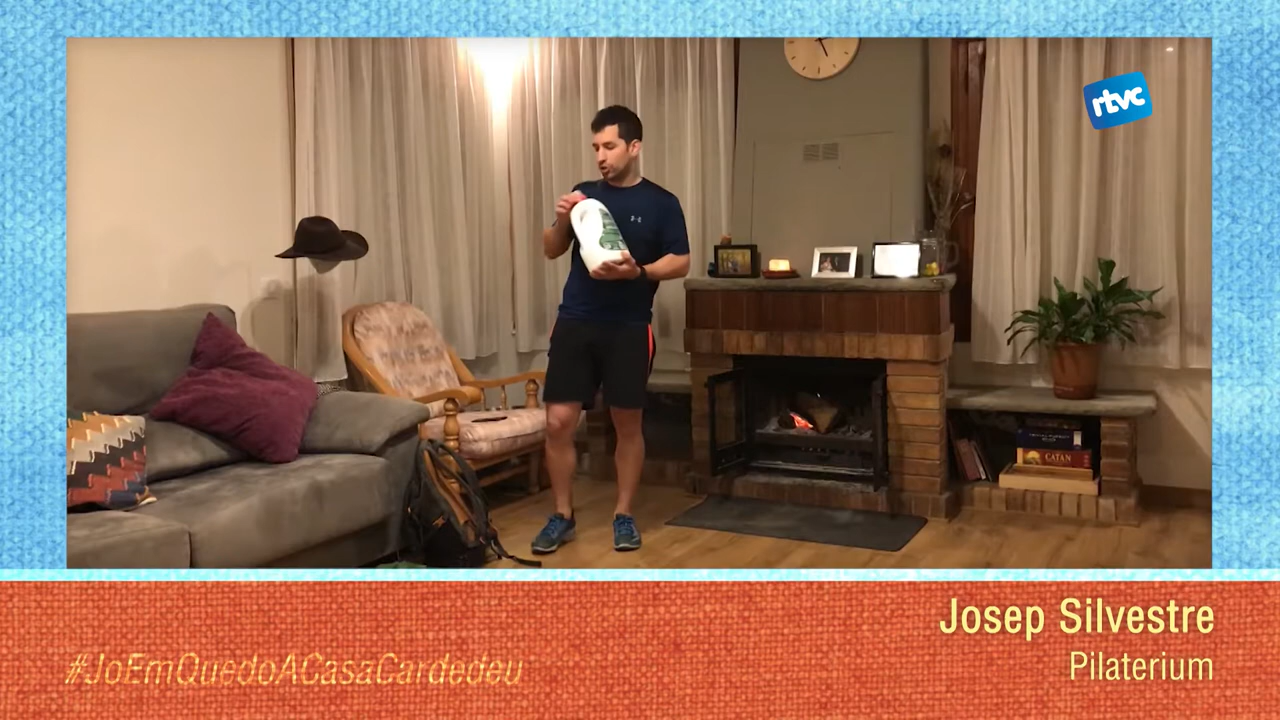 rtvc
CATAN
Josep Silvestre
#JoEmQuedoACasaCardedeu
Pilaterium